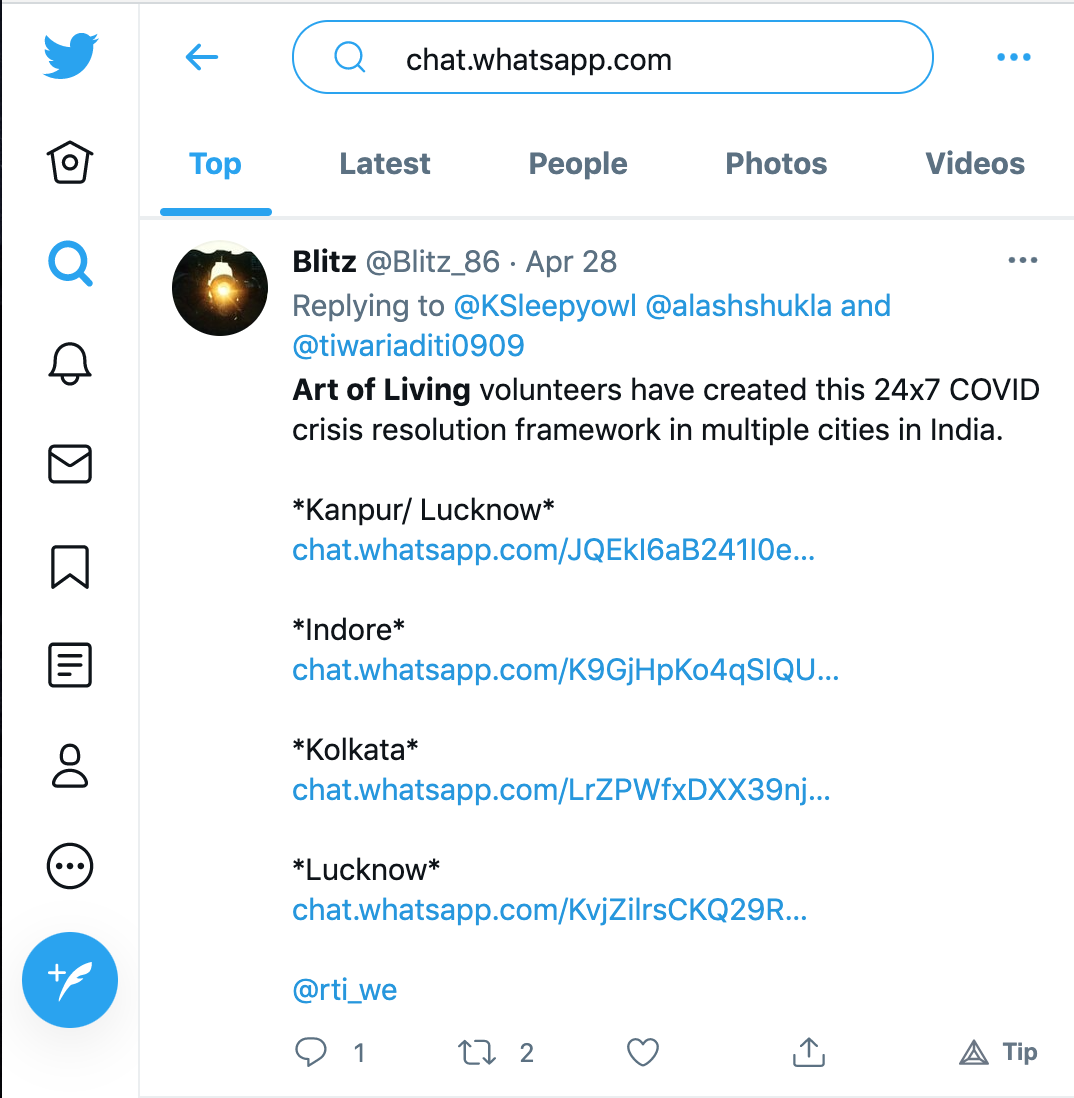 chat.whatsapp.com
Top Latest People Photos Videos
Blitz @Blitz_86 · Apr 28
Replying to @KSleepyowl @alashshukla and
@tiwariaditi0909
Art of Living volunteers have created this 24x7 COVID
crisis resolution framework in multiple cities in India.
*Kanpur/ Lucknow*
chat.whatsapp.com/JQEkI6aB241I0e...
*Indore*
chat.whatsapp.com/K9GjHpKo4qSIQU...
*Kolkata*
chat.whatsapp.com/LrZPWfxDXX39nj...
*Lucknow*
chat.whatsapp.com/KvjZilrsCKQ29R...
@rti_we
1 2 Tip